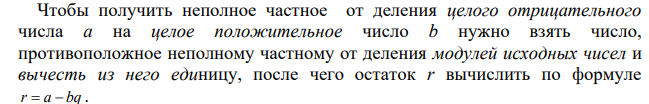 Чтобы получить неполное частное от деления целого отрицательного
числа a на целое положительное число b нужно взять число,
противоположное неполному частному от деления модулей исходных чисел и
вычесть из него единицу, после чего остаток r вычислить по формуле
r = a − bq .